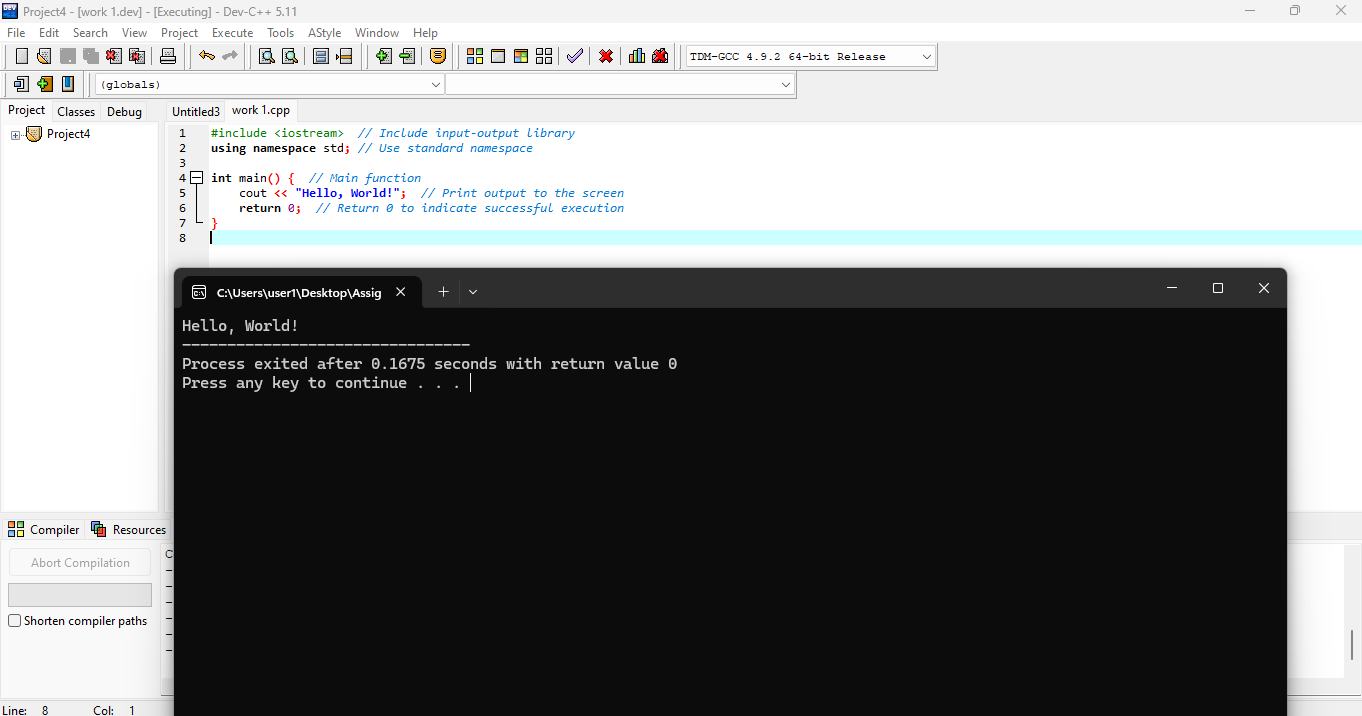 Project4 - [work 1.dev] - [Executing] - Dev-C++ 5.11
File Edit Search View Project Execute Tools AStyle Window Help
TDM-GCC 4.9.2 64-bit Release
(globals)
Project Classes Debug
Untitled3 work 1.cpp
Project4
1 #include <iostream> // Include input-output library
2 using namespace std; // Use standard namespace
3
4 int main() { // Main function
5 cout << "Hello, World!"; // Print output to the screen
6 return 0; // Return 0 to indicate successful execution
7 }
8
C:\Users\user1\Desktop\Assig
Hello, World!
--------------------------------
Process exited after 0.1675 seconds with return value 0
Press any key to continue . . .
Compiler Resources
Abort Compilation
Shorten compiler paths
C
-
-
-
-
-
-
Line: 8 Col: 1